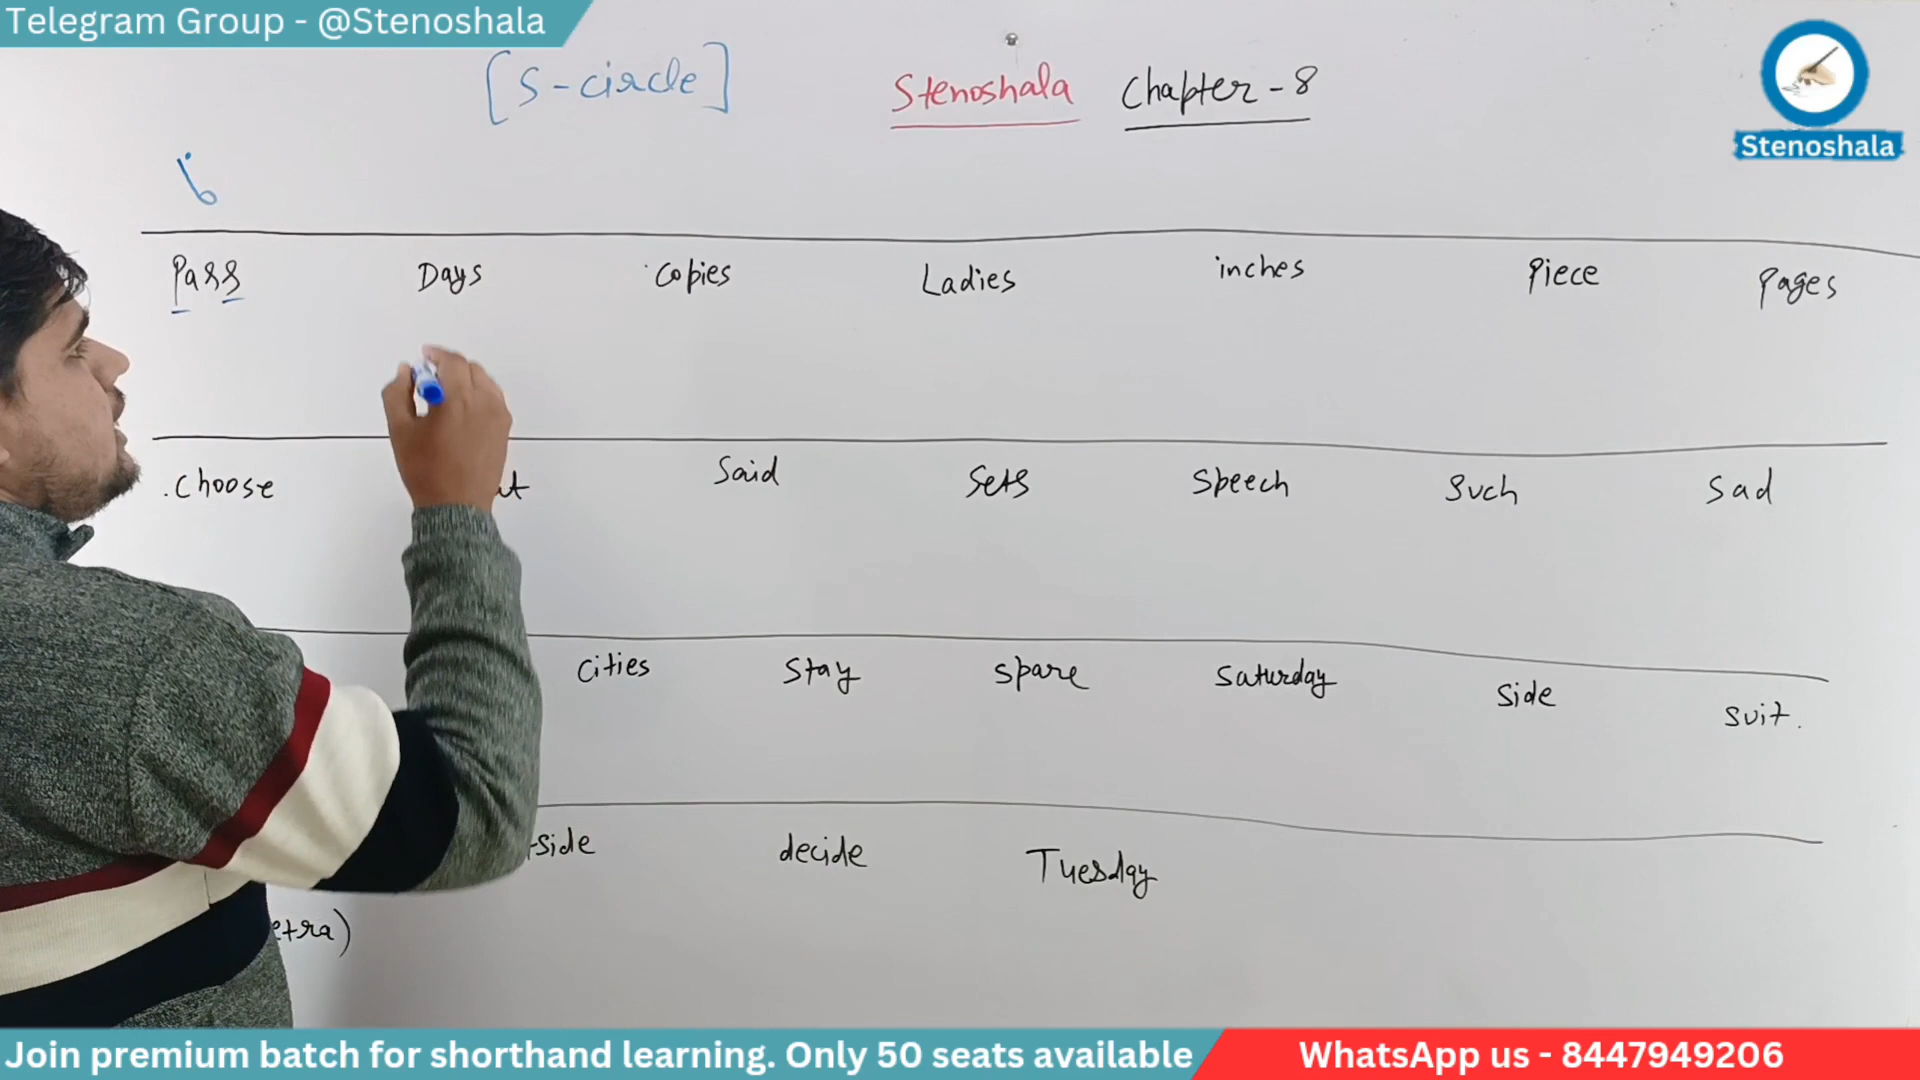 Telegram Group - @Stenoshala
[S-circle] Stenoshala Chapter-8
Stenoshala
Pass Days Copies Ladies inches Piece Pages
Choose Said Sets Speech Such Sad
Cities Stay Spare Saturday Side Suit.
decide Tuesday
Join premium batch for shorthand learning. Only 50 seats available
WhatsApp us - 8447949206